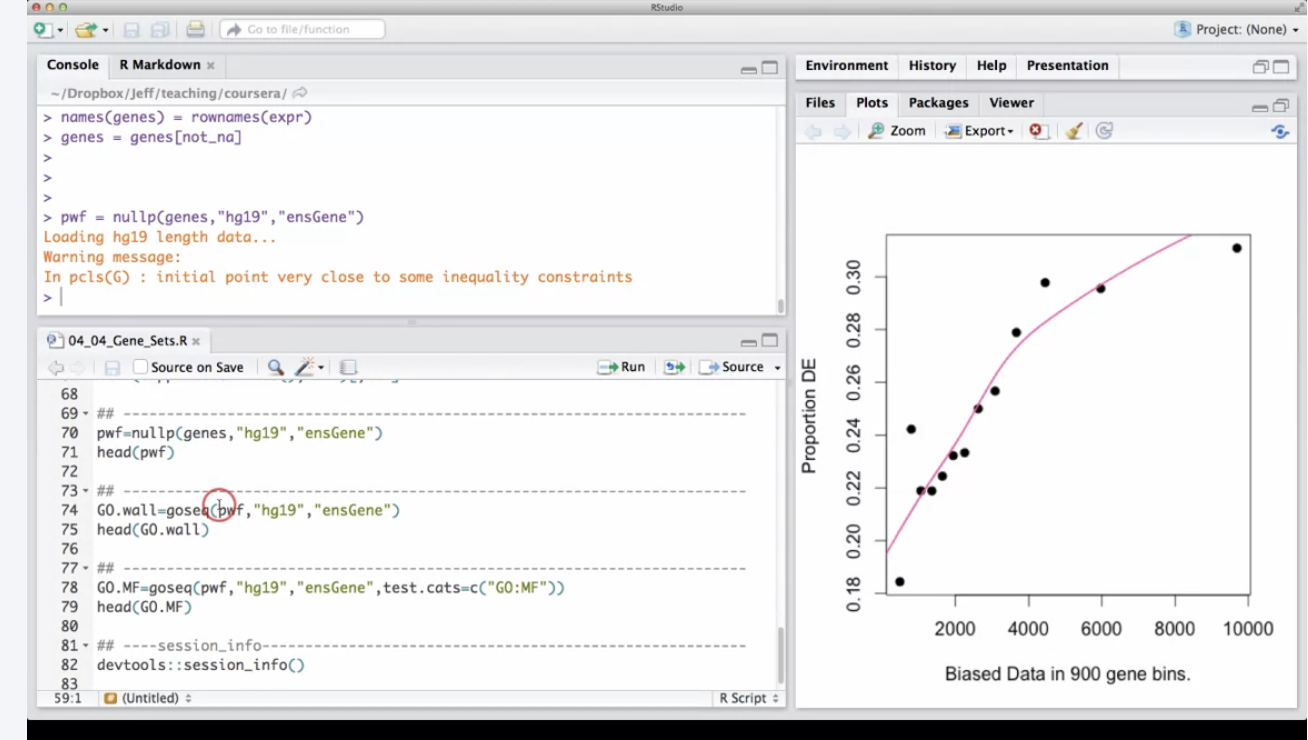 RStudio
Go to file/function
Project: (None)
Console R Markdown
~/Dropbox/Jeff/teaching/coursera/
> names(genes) = rownames(expr)
> genes = genes[not_na]
>
>
>
> pwf = nullp(genes,"hg19","ensGene")
Loading hg19 length data...
Warning message:
In pcls(G) : initial point very close to some inequality constraints
>
04_04_Gene_Sets.R
Source on Save Run Source
68
69 ## ----------------------------------------------------------------------
70 pwf=nullp(genes,"hg19","ensGene")
71 head(pwf)
72
73 ## ----------------------------------------------------------------------
74 GO.wall=goseq(pwf,"hg19","ensGene")
75 head(GO.wall)
76
77 ## ----------------------------------------------------------------------
78 GO.MF=goseq(pwf,"hg19","ensGene",test.cats=c("GO:MF"))
79 head(GO.MF)
80
81 ## ----session_info-------------------------------------------------------
82 devtools::session_info()
83
59:1 (Untitled) R Script
Environment History Help Presentation
Files Plots Packages Viewer
Zoom Export
Proportion DE
0.30
0.28
0.26
0.24
0.22
0.20
0.18
2000 4000 6000 8000 10000
Biased Data in 900 gene bins.